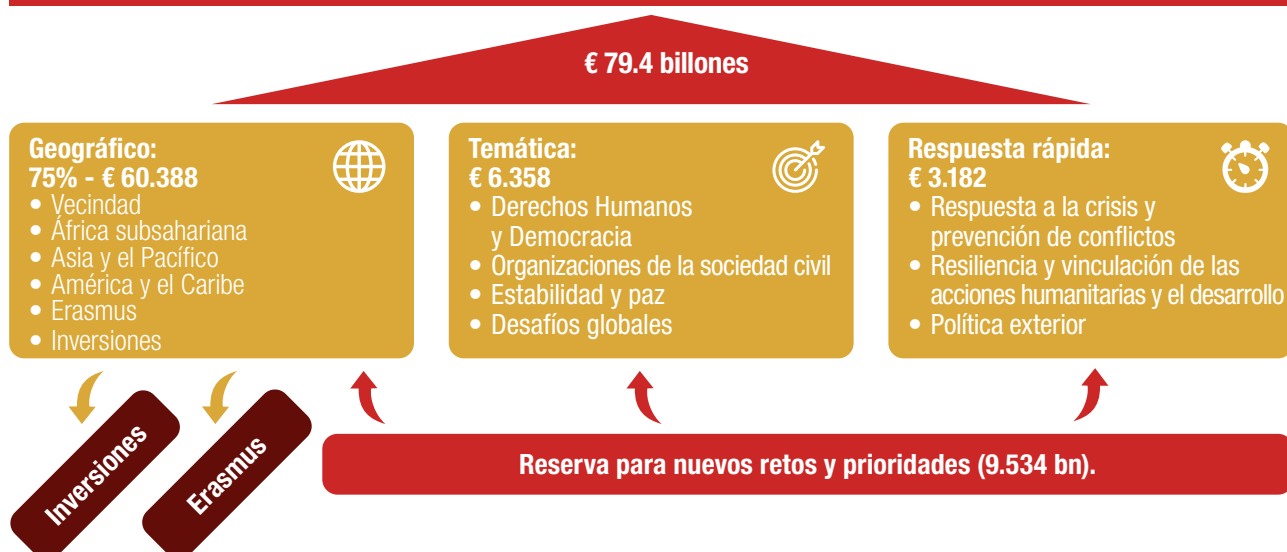 € 79.4 billones
Geográfico:
75% - € 60.388
• Vecindad
• África subsahariana
• Asia y el Pacífico
• América y el Caribe
• Erasmus
• Inversiones
Temática:
€ 6.358
• Derechos Humanos
y Democracia
• Organizaciones de la sociedad civil
• Estabilidad y paz
• Desafíos globales
Respuesta rápida:
€ 3.182
• Respuesta a la crisis y
prevención de conflictos
• Resiliencia y vinculación de las
acciones humanitarias y el desarrollo
• Política exterior
Inversiones
Erasmus
Reserva para nuevos retos y prioridades (9.534 bn).